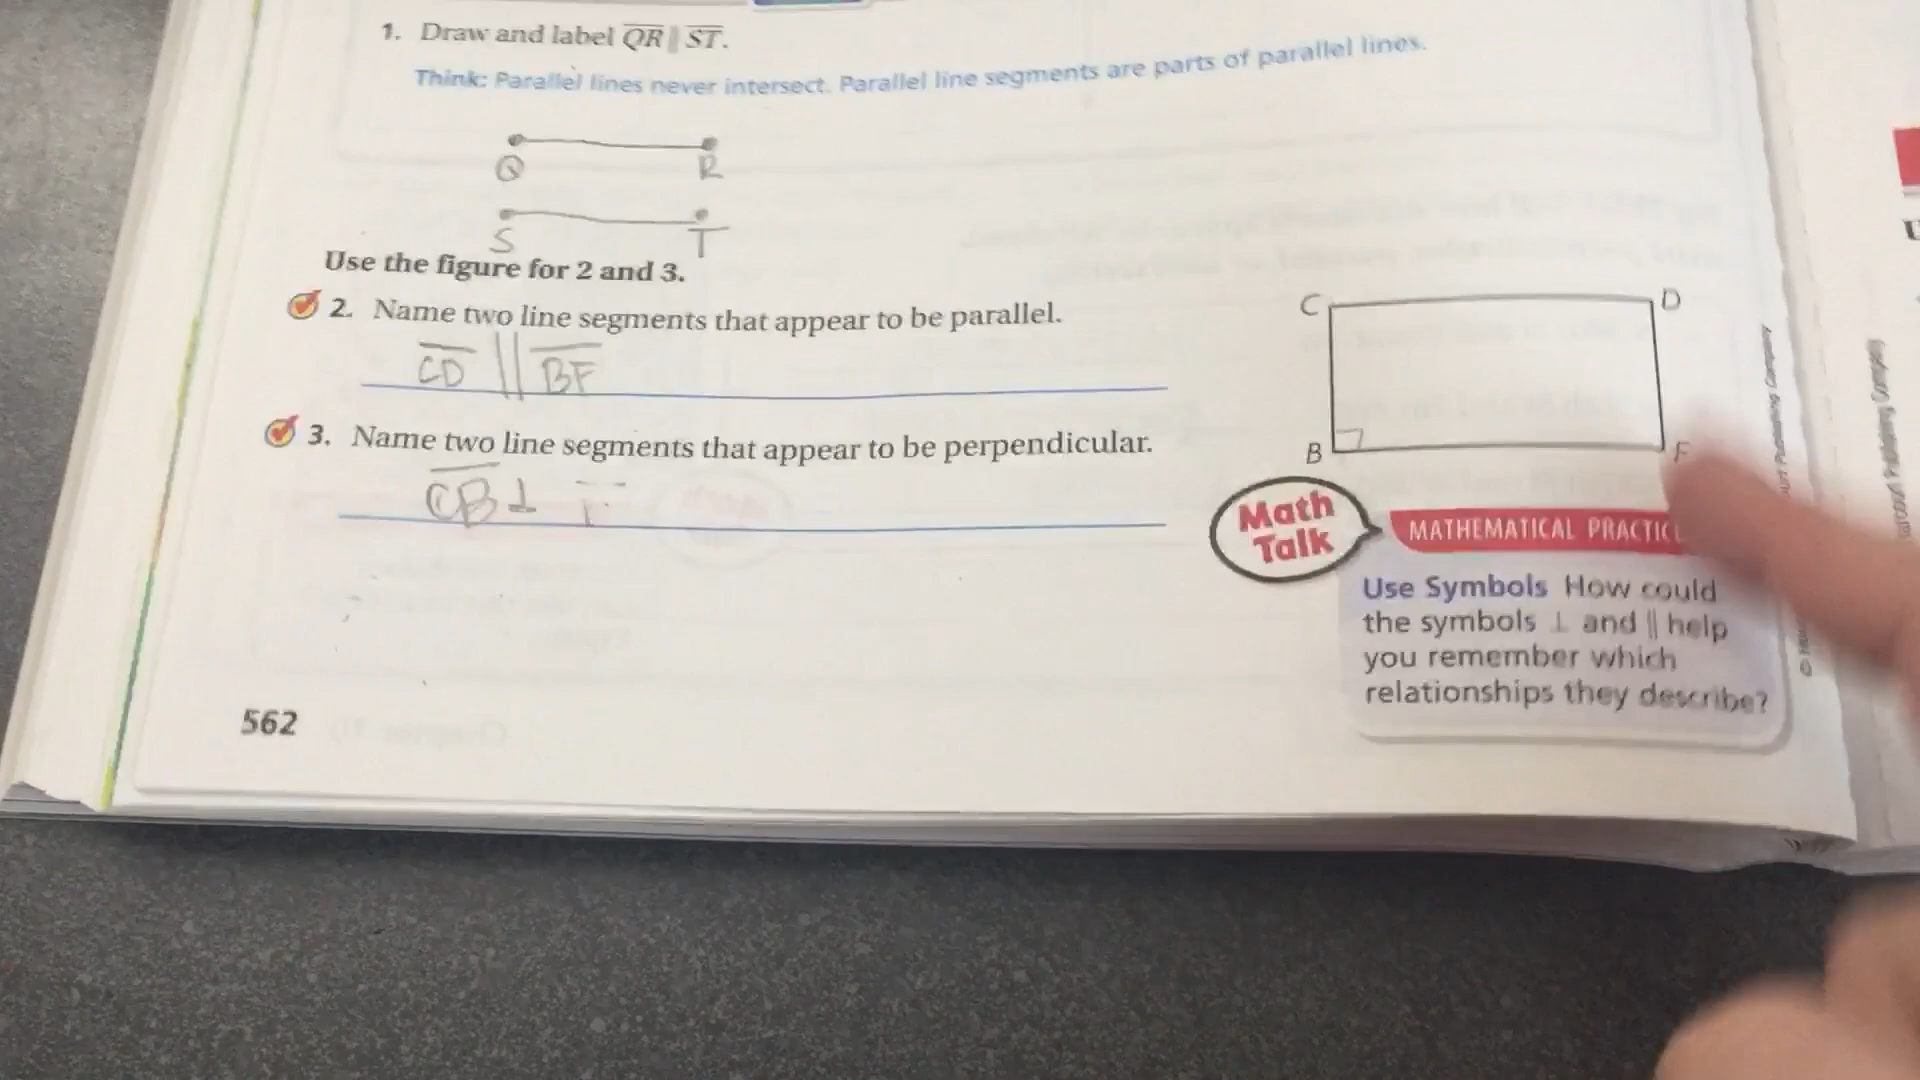 1. Draw and label QR || ST.
Think: Parallel lines never intersect. Parallel line segments are parts of parallel lines.
Q R
S T
Use the figure for 2 and 3.
2. Name two line segments that appear to be parallel.
CD || BF
3. Name two line segments that appear to be perpendicular.
CB ⊥
C D
B F
Math
Talk
MATHEMATICAL PRACTIC
Use Symbols How could
the symbols ⊥ and || help
you remember which
relationships they describe?
562
Publishing Company